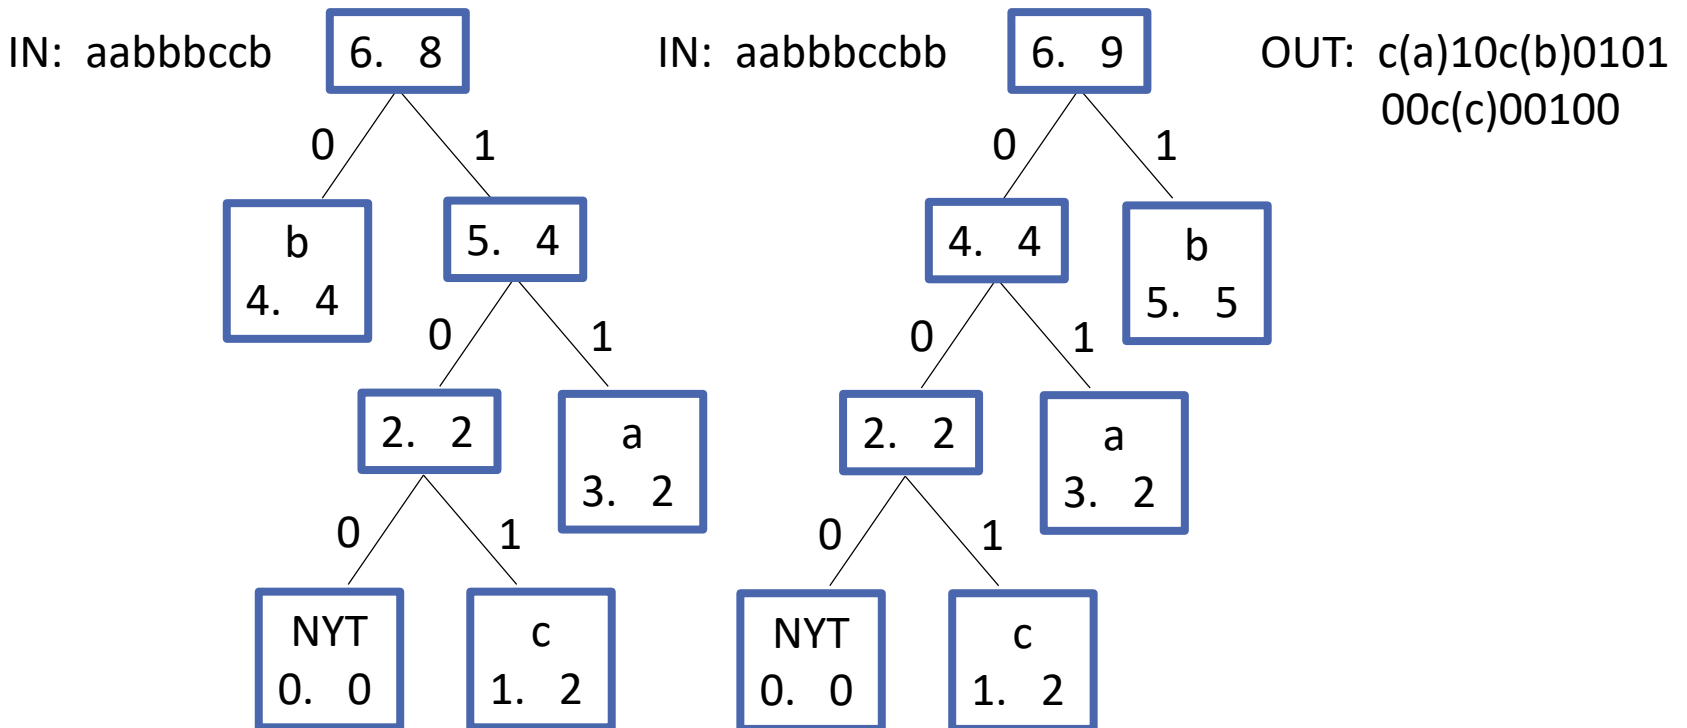 IN: aabbbccb
6. 8
0
1
b
4. 4
5. 4
0
1
2. 2
a
3. 2
0
1
NYT
0. 0
c
1. 2
IN: aabbbccbb
6. 9
0
1
4. 4
b
5. 5
0
1
2. 2
a
3. 2
0
1
NYT
0. 0
c
1. 2
OUT: c(a)10c(b)0101
00c(c)00100